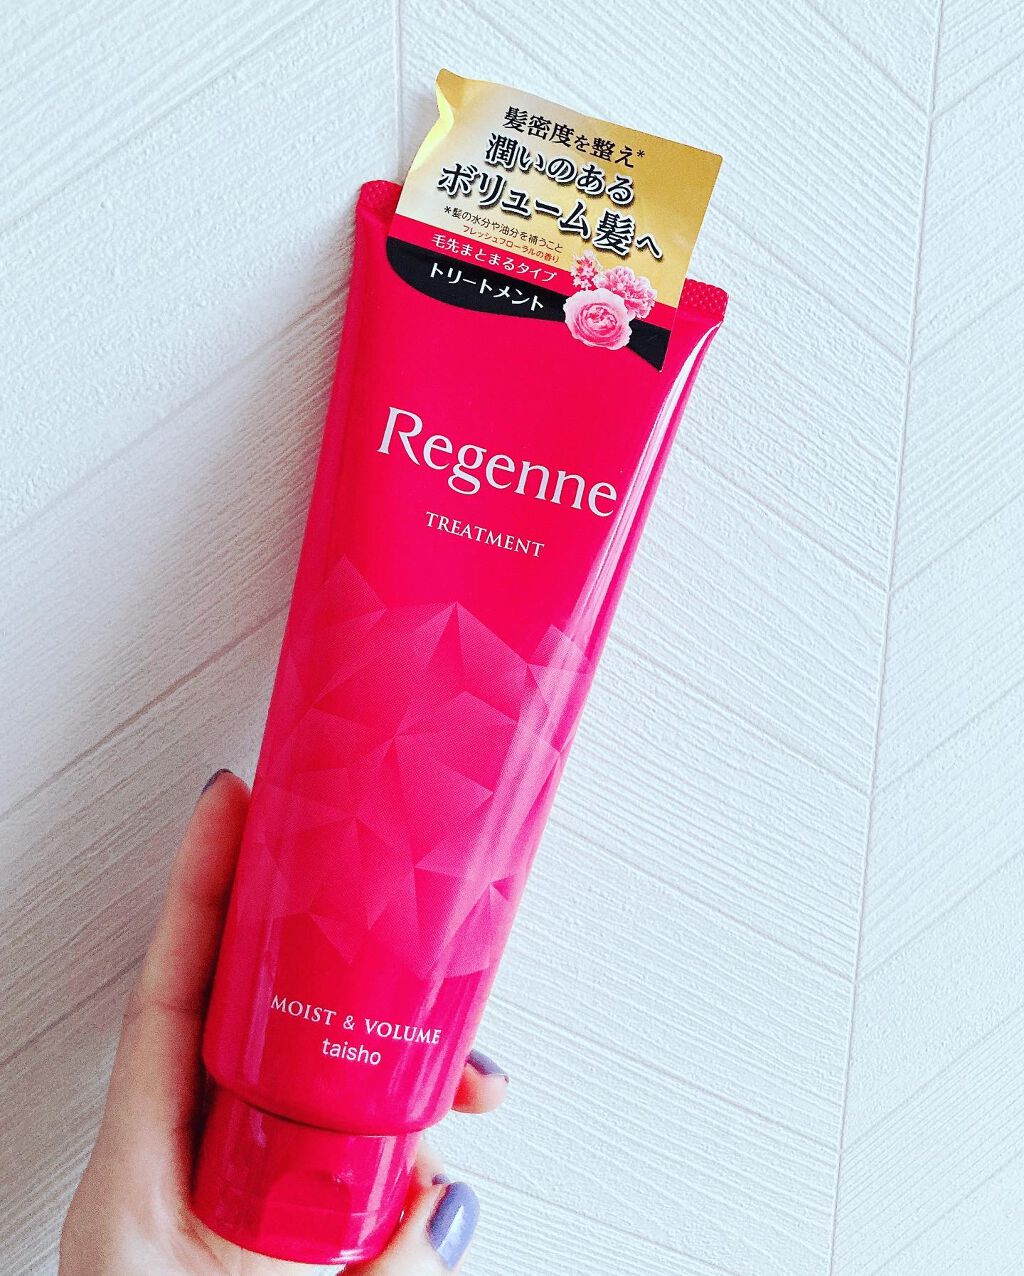 髪密度を整え*
潤いのある
ボリューム髪へ
*髪の水分や油分を補うこと
フレッシュフローラルの香り
毛先まとまるタイプ
トリートメント
Regenne
TREATMENT
MOIST & VOLUME
taisho